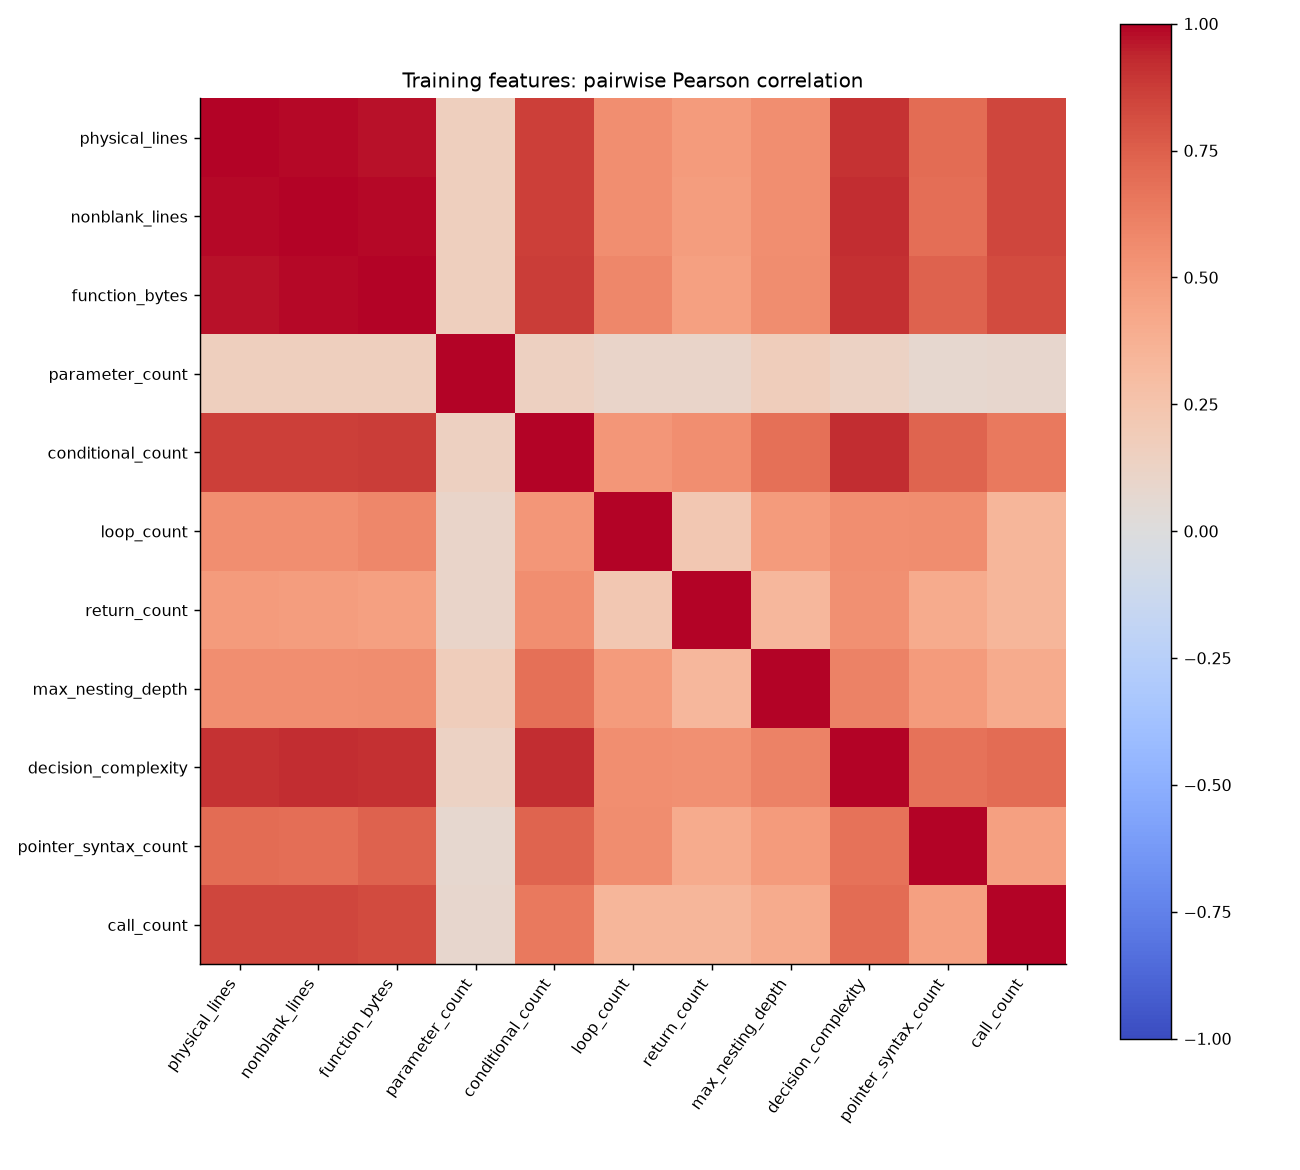 Training features: pairwise Pearson correlation
physical_lines
nonblank_lines
function_bytes
parameter_count
conditional_count
loop_count
return_count
max_nesting_depth
decision_complexity
pointer_syntax_count
call_count
physical_lines
nonblank_lines
function_bytes
parameter_count
conditional_count
loop_count
return_count
max_nesting_depth
decision_complexity
pointer_syntax_count
call_count
1.00
0.75
0.50
0.25
0.00
−0.25
−0.50
−0.75
−1.00